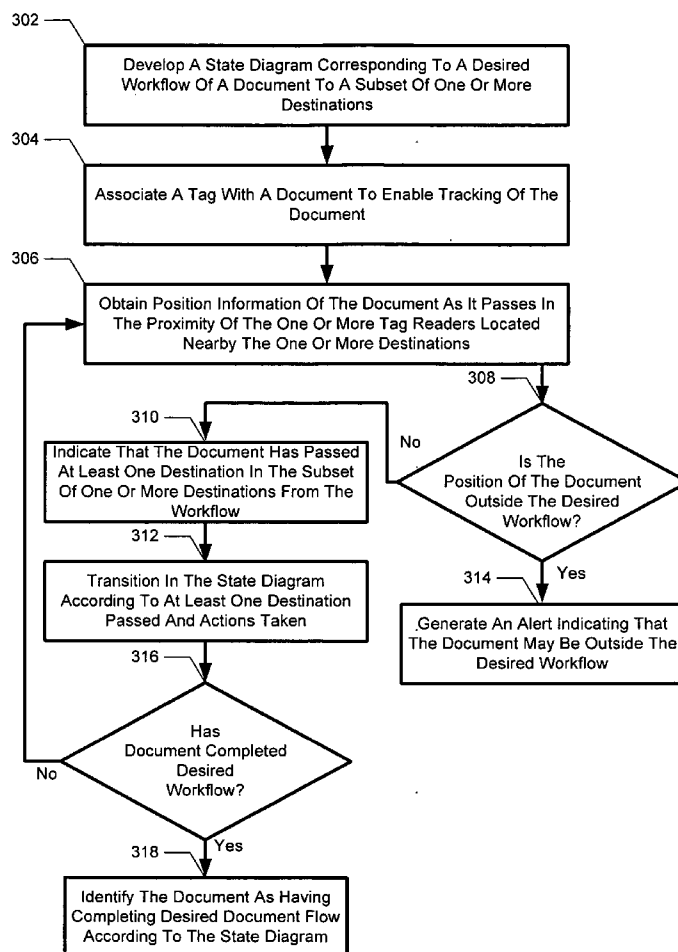 302
Develop A State Diagram Corresponding To A Desired
Workflow Of A Document To A Subset Of One Or More
Destinations
304
Associate A Tag With A Document To Enable Tracking Of The
Document
306
Obtain Position Information Of The Document As It Passes In
The Proximity Of The One Or More Tag Readers Located
Nearby The One Or More Destinations
308
Is The
Position Of The Document
Outside The Desired
Workflow?
No
310
Indicate That The Document Has Passed
At Least One Destination In The Subset
Of One Or More Destinations From The
Workflow
312
Transition In The State Diagram
According To At Least One Destination
Passed And Actions Taken
Yes
314
Generate An Alert Indicating That
The Document May Be Outside The
Desired Workflow
316
Has
Document Completed
Desired
Workflow?
No
Yes
318
Identify The Document As Having
Completing Desired Document Flow
According To The State Diagram